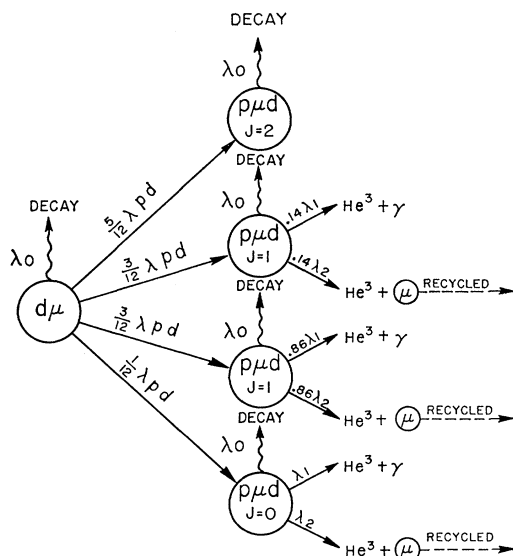 DECAY
λo
pμd
J=2
DECAY
5/12 λpd
λo
.14λ1
He³ + γ
DECAY
λo
3/12 λpd
pμd
J=1
.14λ2
He³ + μ RECYCLED
DECAY
dμ
3/12 λpd
λo
.86λ1
He³ + γ
pμd
J=1
.86λ2
He³ + μ RECYCLED
DECAY
1/12 λpd
λo
λ1
He³ + γ
pμd
J=0
λ2
He³ + μ RECYCLED